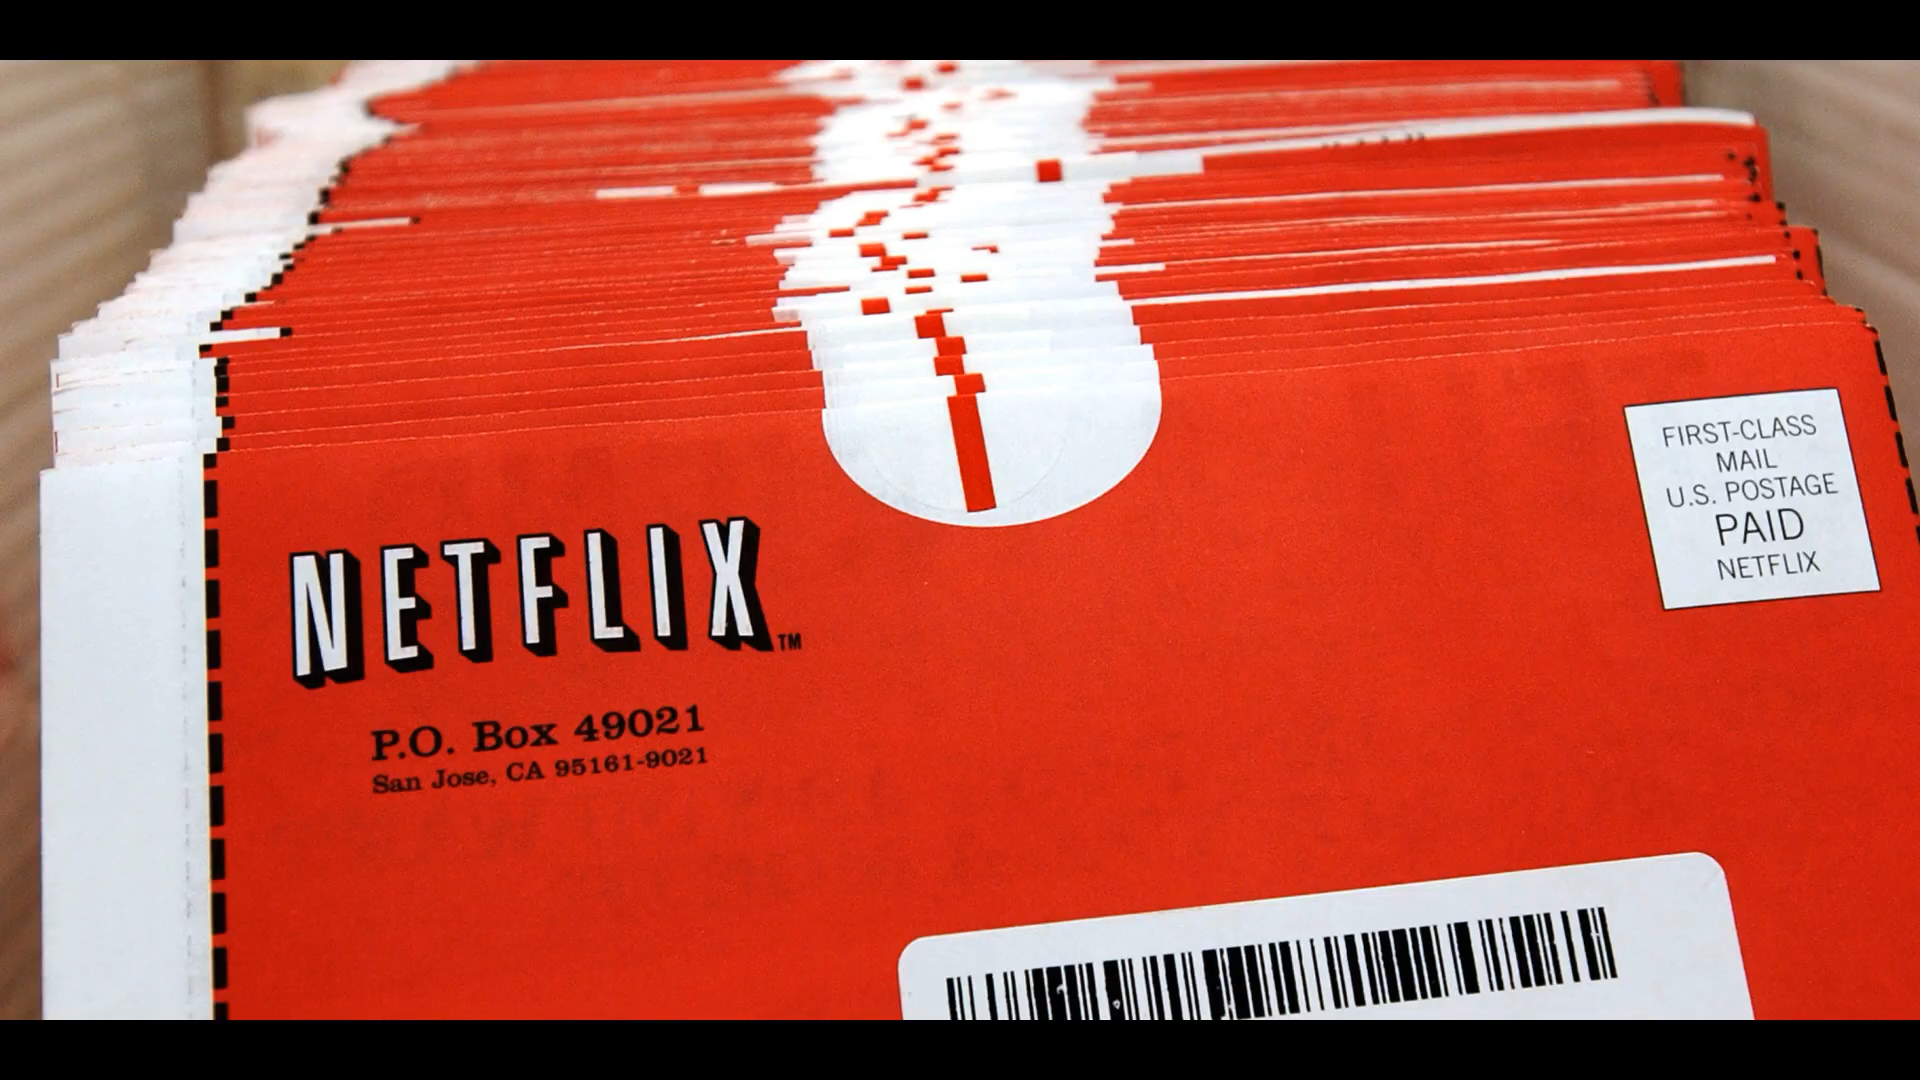 NETFLIX™
P.O. Box 49021
San Jose, CA 95161-9021
FIRST-CLASS
MAIL
U.S. POSTAGE
PAID
NETFLIX